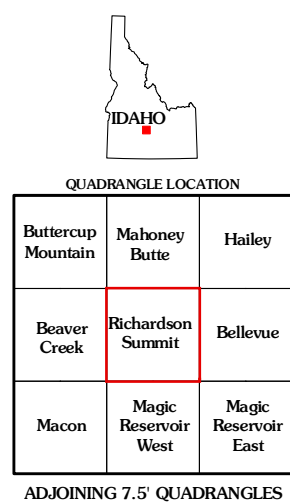 IDAHO
QUADRANGLE LOCATION
Buttercup
Mountain
Mahoney
Butte
Hailey
Beaver
Creek
Richardson
Summit
Bellevue
Macon
Magic
Reservoir
West
Magic
Reservoir
East
ADJOINING 7.5' QUADRANGLES